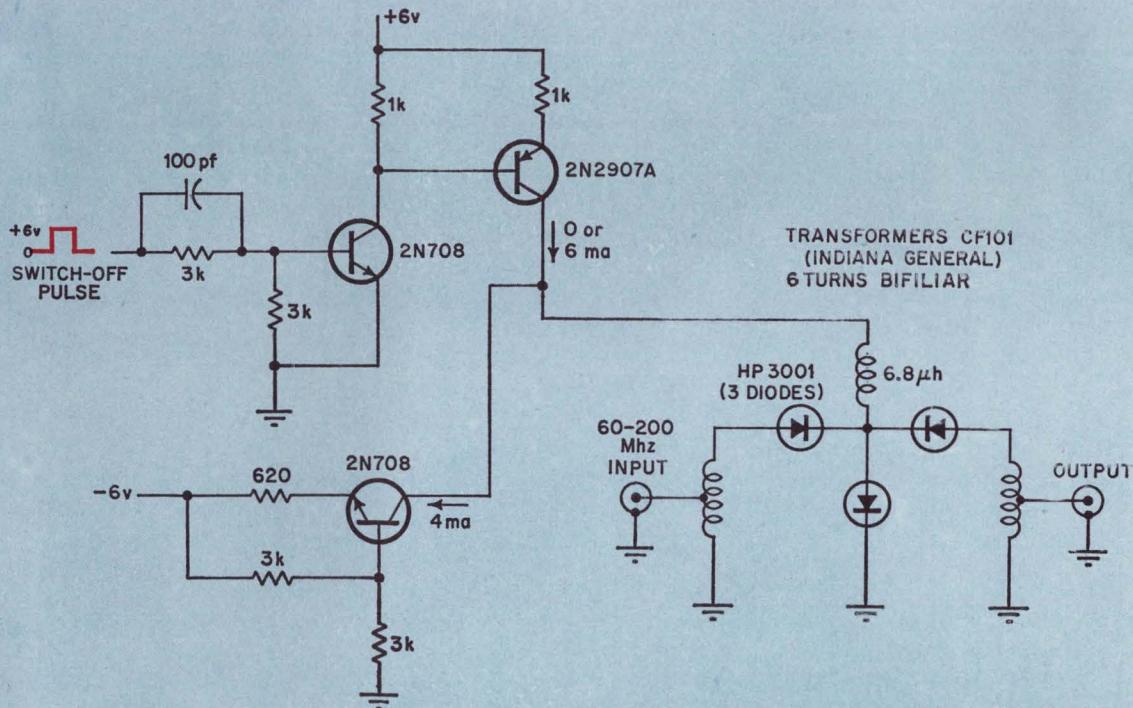 +6v
1k
1k
2N2907A
100 pf
+6v
0
3k
2N708
SWITCH-OFF
PULSE
3k
0 or
6 ma
TRANSFORMERS CF101
(INDIANA GENERAL)
6 TURNS BIFILIAR
HP 3001
(3 DIODES)
6.8μh
60-200
Mhz
INPUT
OUTPUT
2N708
-6v
620
4 ma
3k
3k